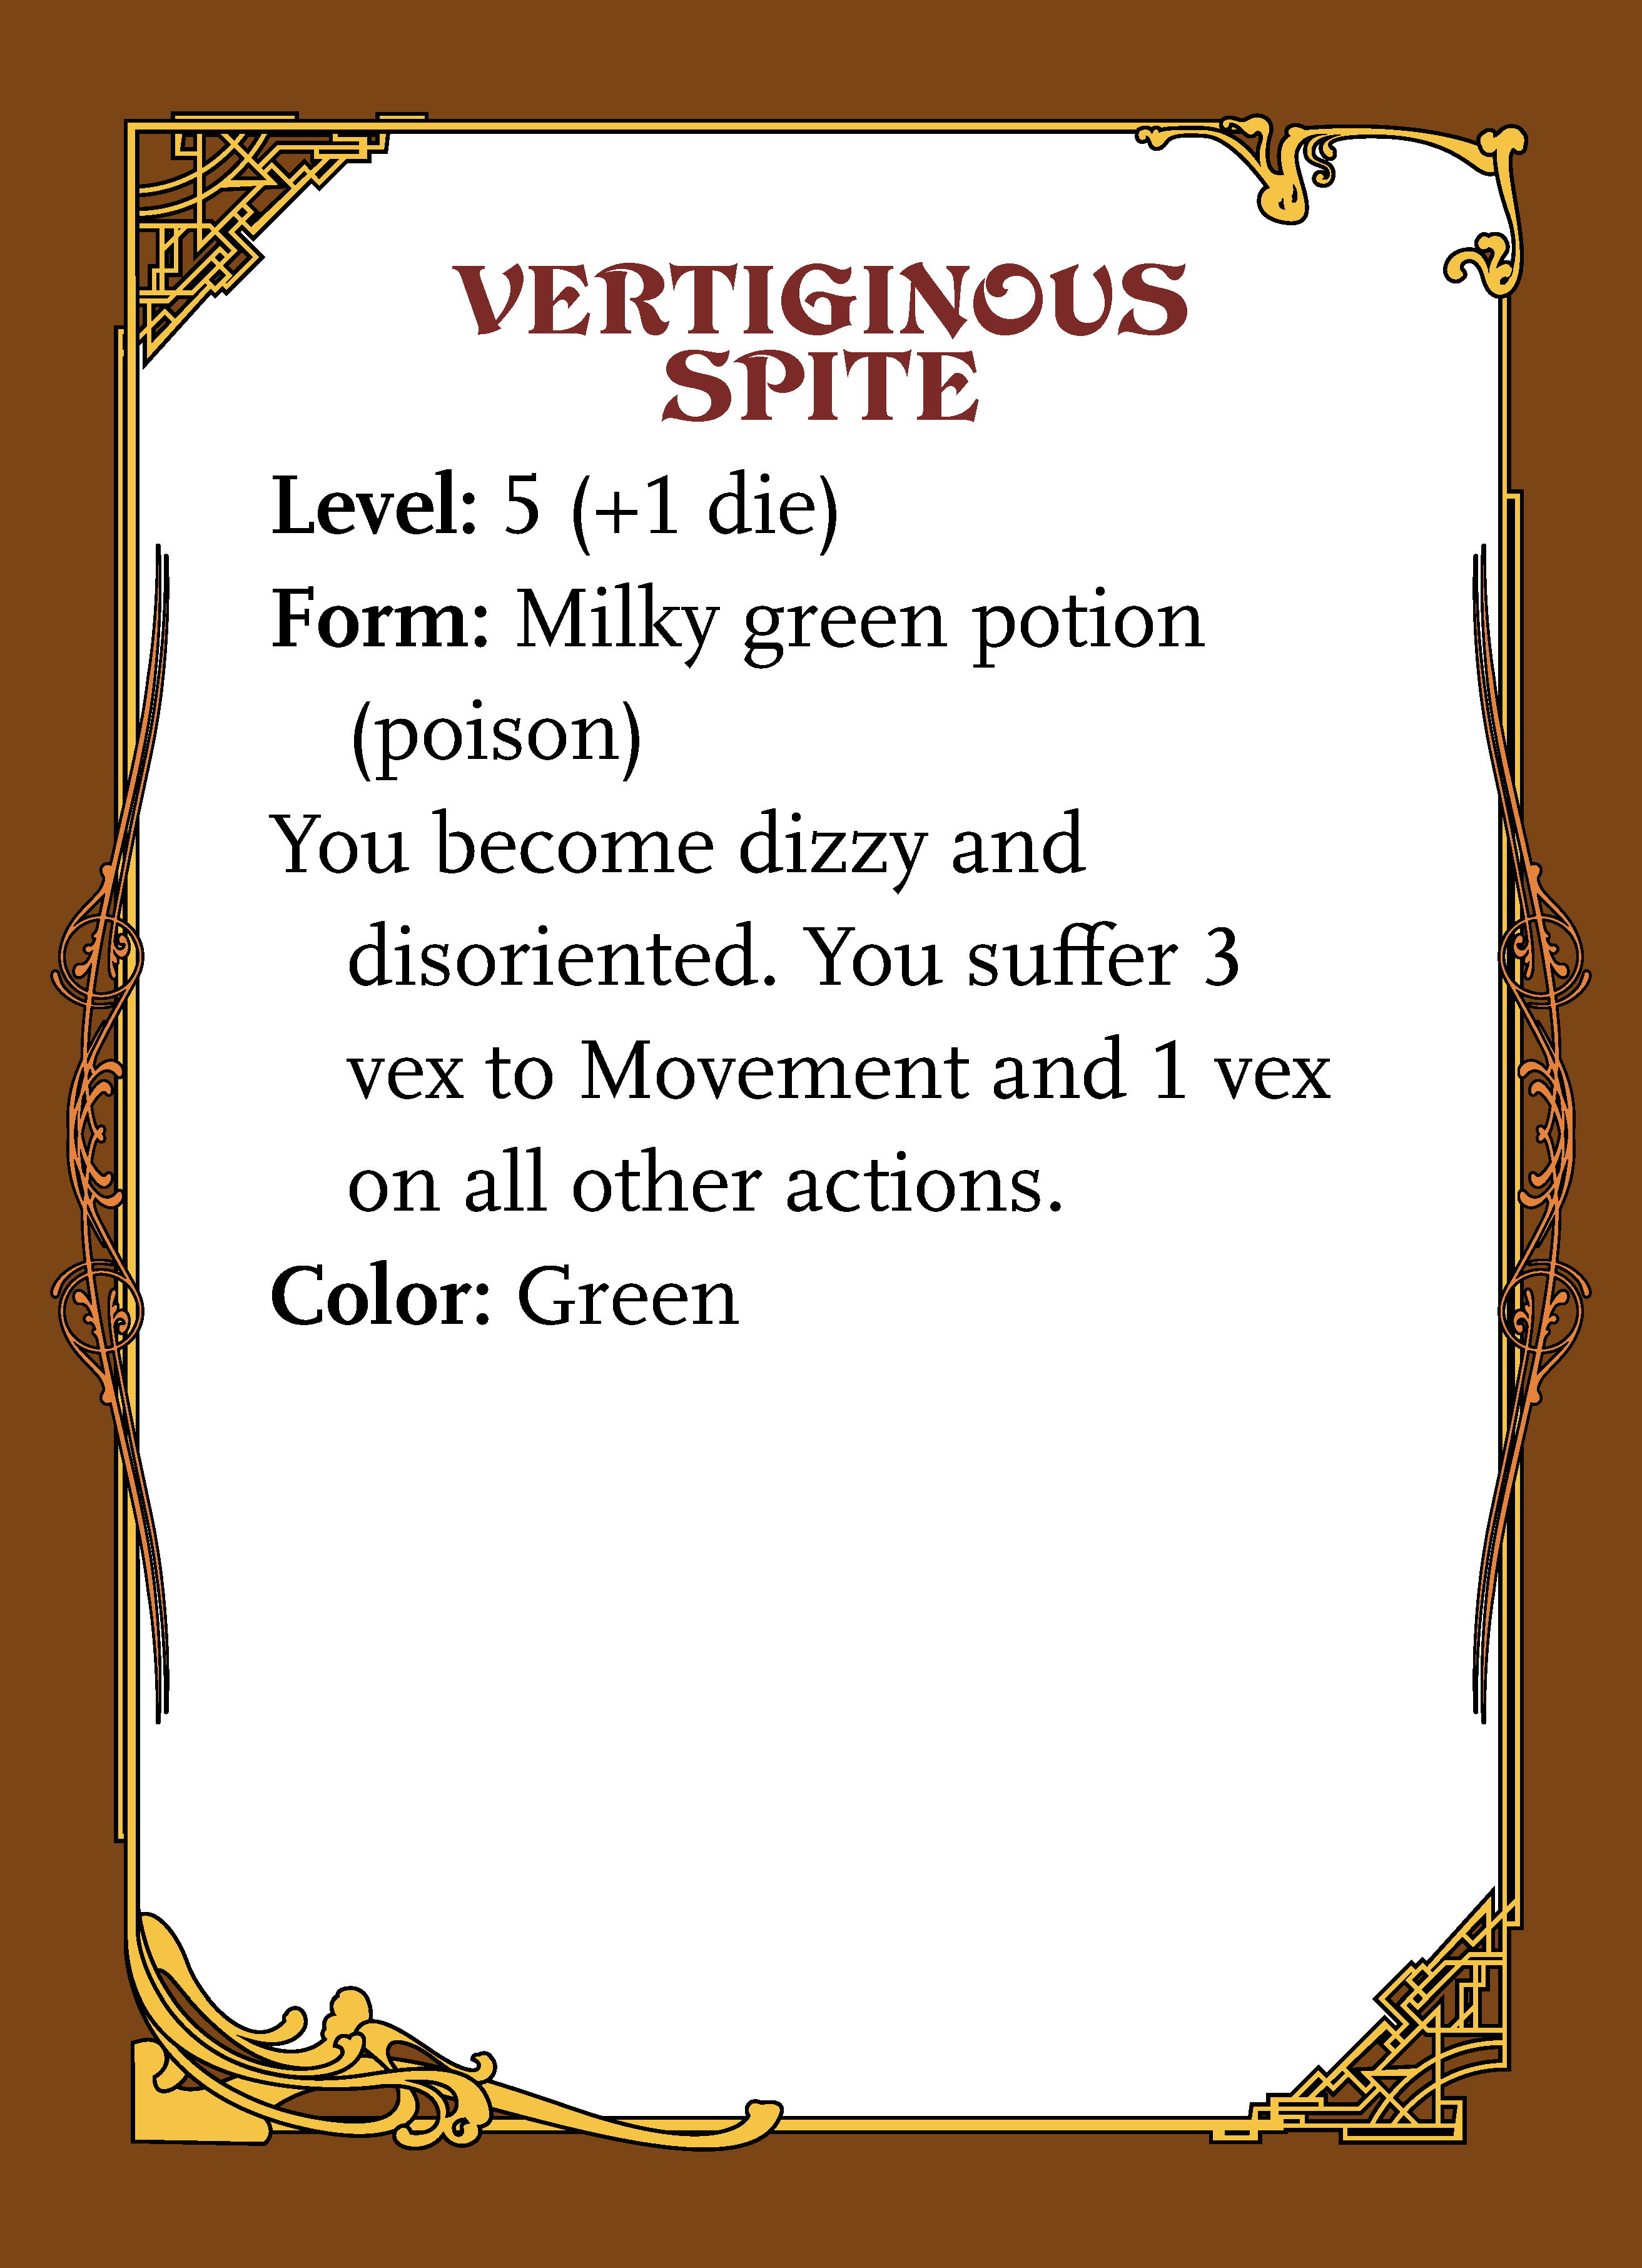 VERTIGINOUS
SPITE
Level: 5 (+1 die)
Form: Milky green potion
(poison)
You become dizzy and
disoriented. You suffer 3
vex to Movement and 1 vex
on all other actions.
Color: Green